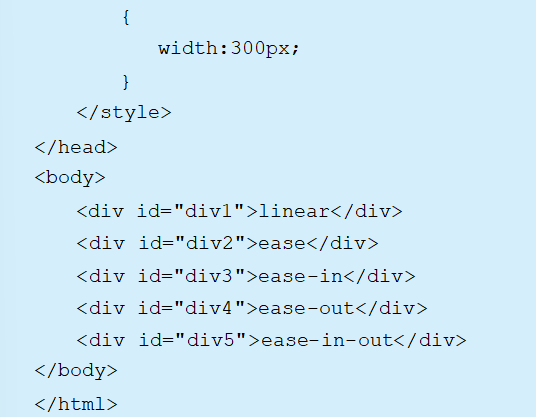 {
width:300px;
}
</style>
</head>
<body>
<div id="div1">linear</div>
<div id="div2">ease</div>
<div id="div3">ease-in</div>
<div id="div4">ease-out</div>
<div id="div5">ease-in-out</div>
</body>
</html>